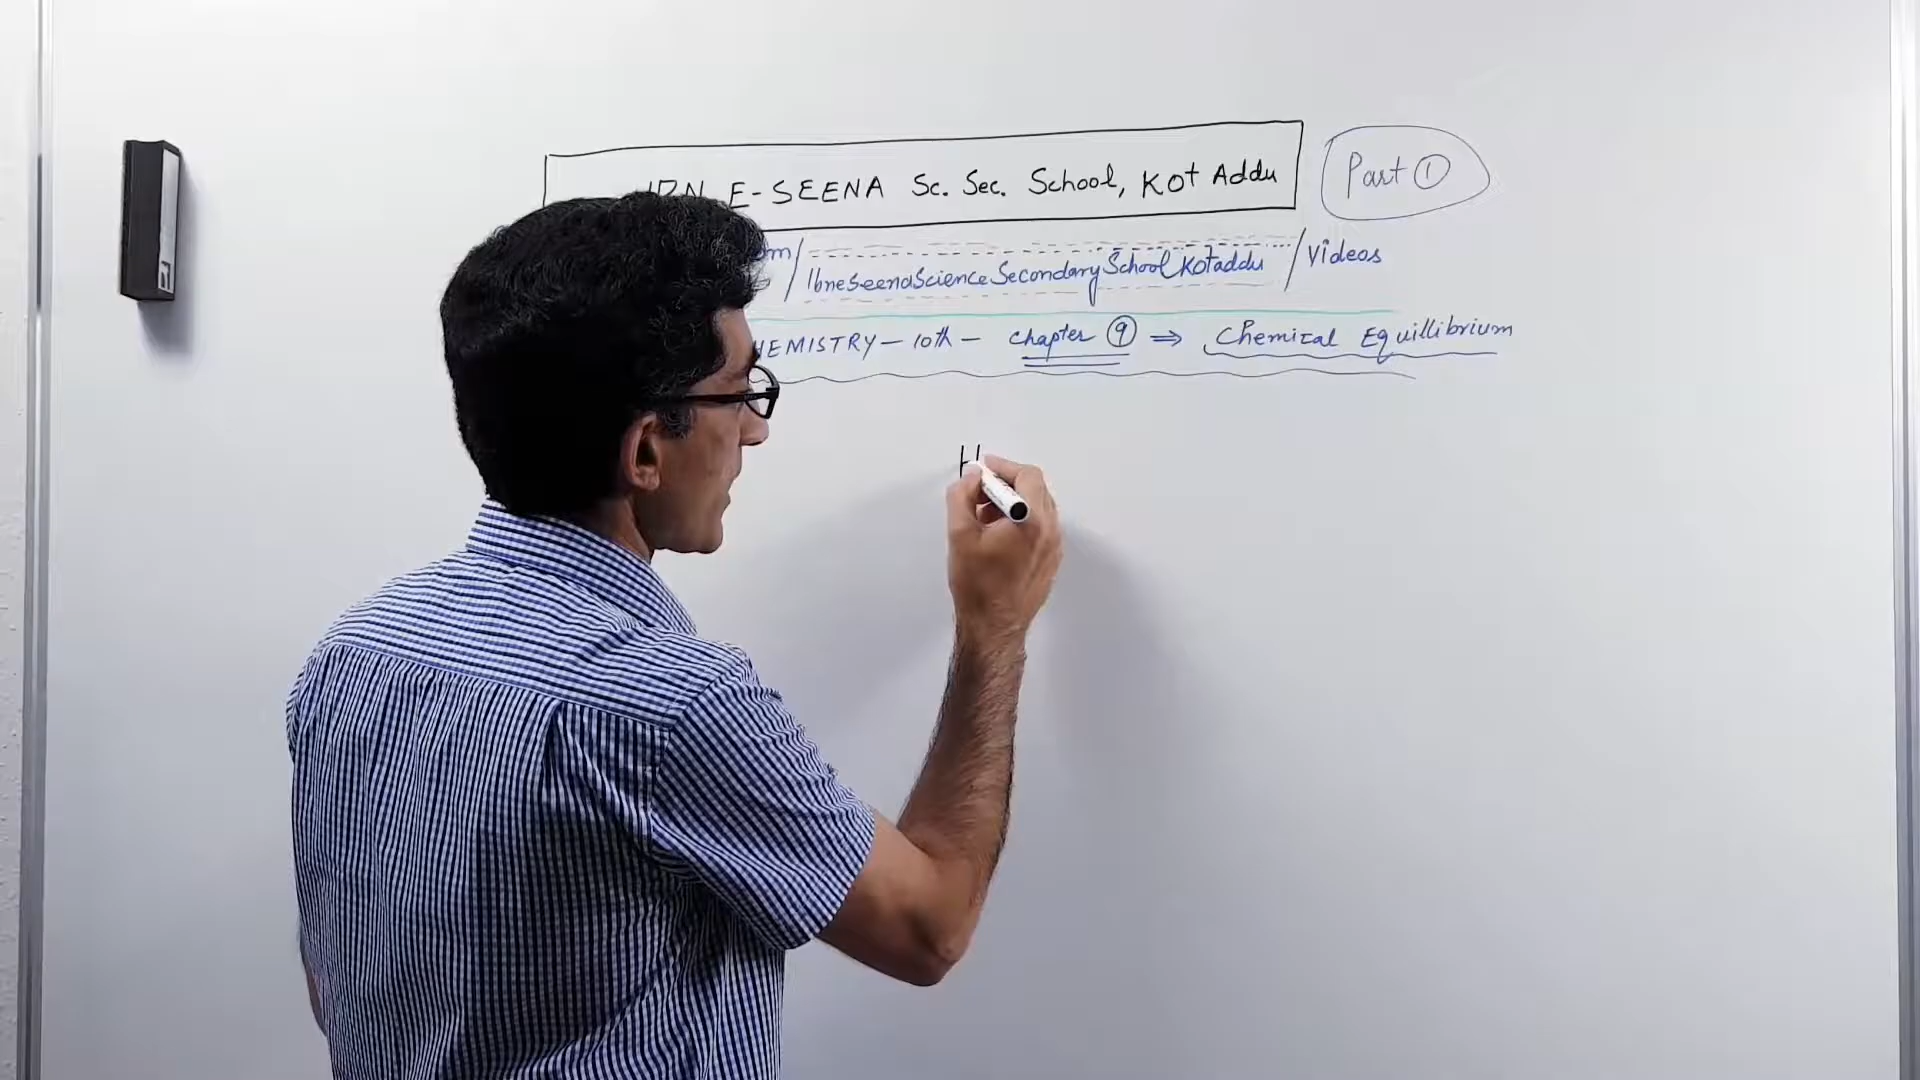 E-SEENA Sc. Sec. School, Kot Addu
Part ①
/IbneSeenaScienceSecondarySchoolKotaddu/Videos
HEMISTRY - 10th - Chapter ⑨ ⇒ Chemical Equillibrium
H